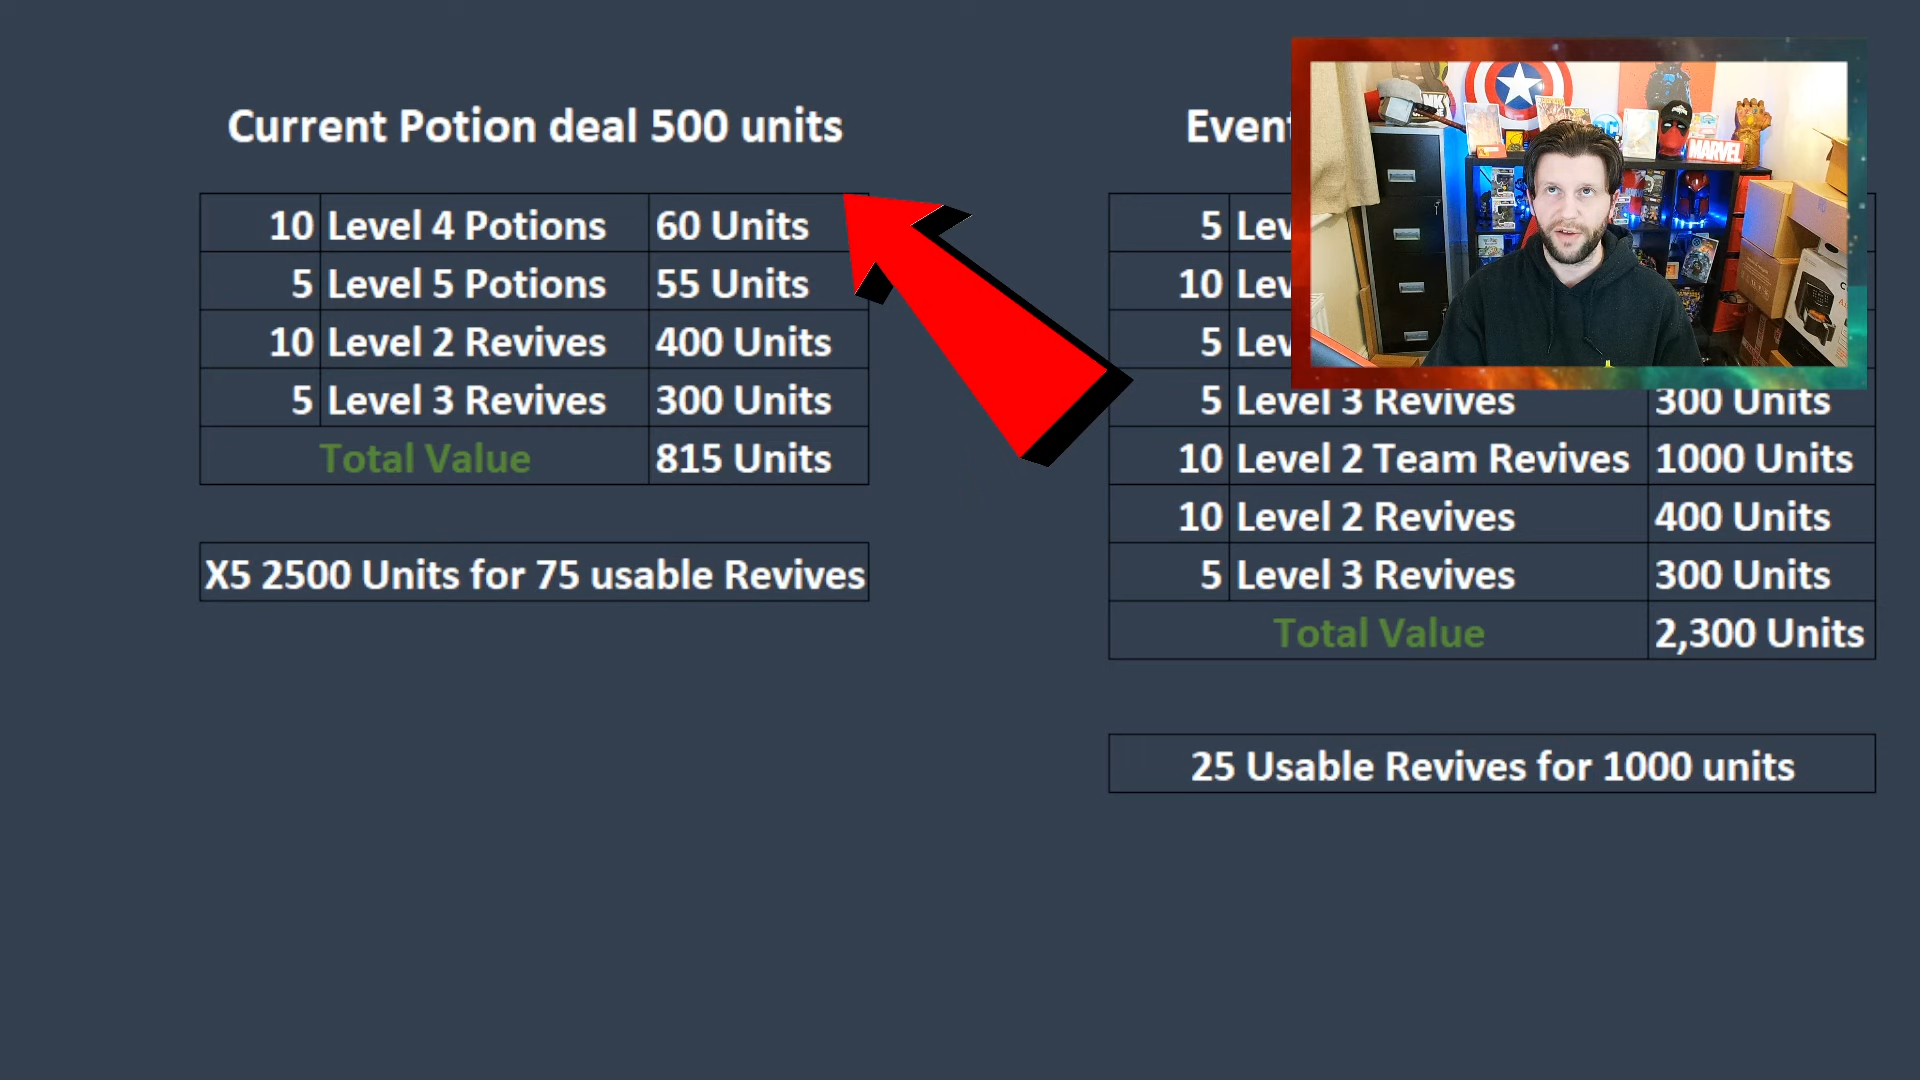 Current Potion deal 500 units
10 Level 4 Potions 60 Units
5 Level 5 Potions 55 Units
10 Level 2 Revives 400 Units
5 Level 3 Revives 300 Units
Total Value 815 Units
X5 2500 Units for 75 usable Revives
Event
5 Lev
10 Lev
5 Lev
5 Level 3 Revives 300 Units
10 Level 2 Team Revives 1000 Units
10 Level 2 Revives 400 Units
5 Level 3 Revives 300 Units
Total Value 2,300 Units
25 Usable Revives for 1000 units
MARVEL